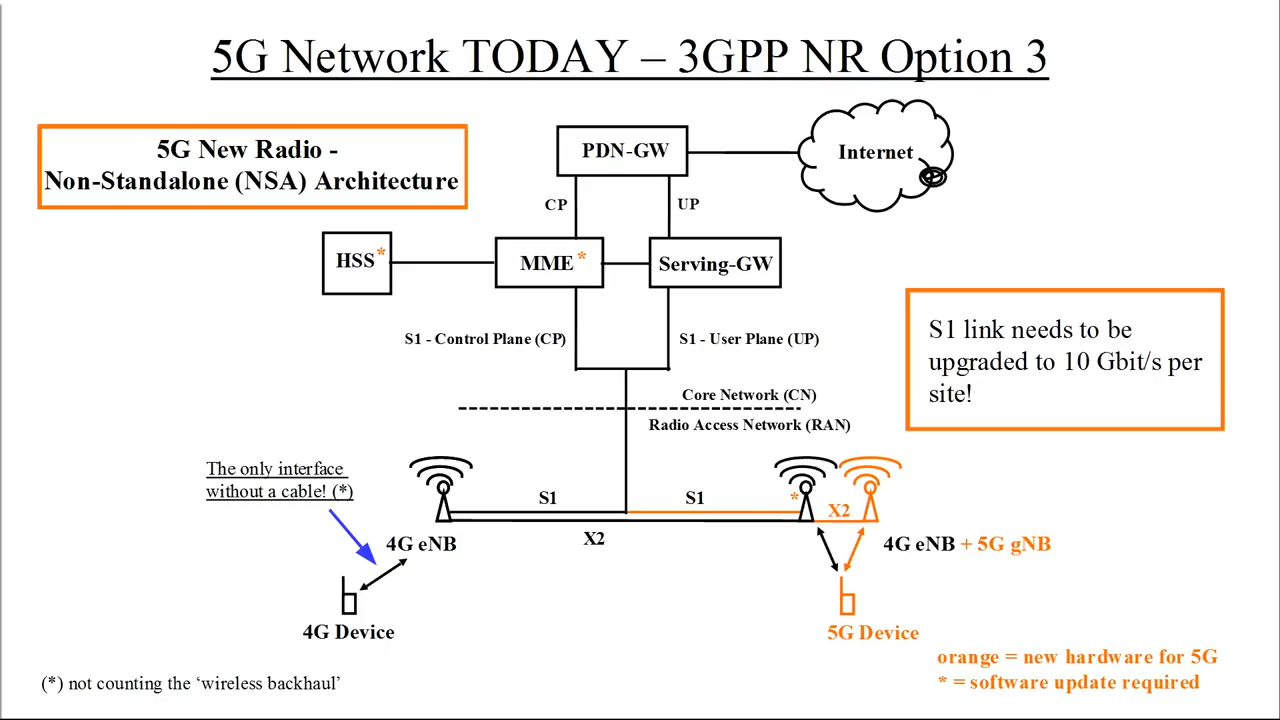 5G Network TODAY – 3GPP NR Option 3
5G New Radio -
Non-Standalone (NSA) Architecture
PDN-GW
Internet
CP
UP
HSS*
MME*
Serving-GW
S1 - Control Plane (CP)
S1 - User Plane (UP)
S1 link needs to be
upgraded to 10 Gbit/s per
site!
Core Network (CN)
Radio Access Network (RAN)
The only interface
without a cable! (*)
S1
S1
*
X2
X2
4G eNB
4G eNB + 5G gNB
4G Device
5G Device
orange = new hardware for 5G
* = software update required
(*) not counting the ‘wireless backhaul’